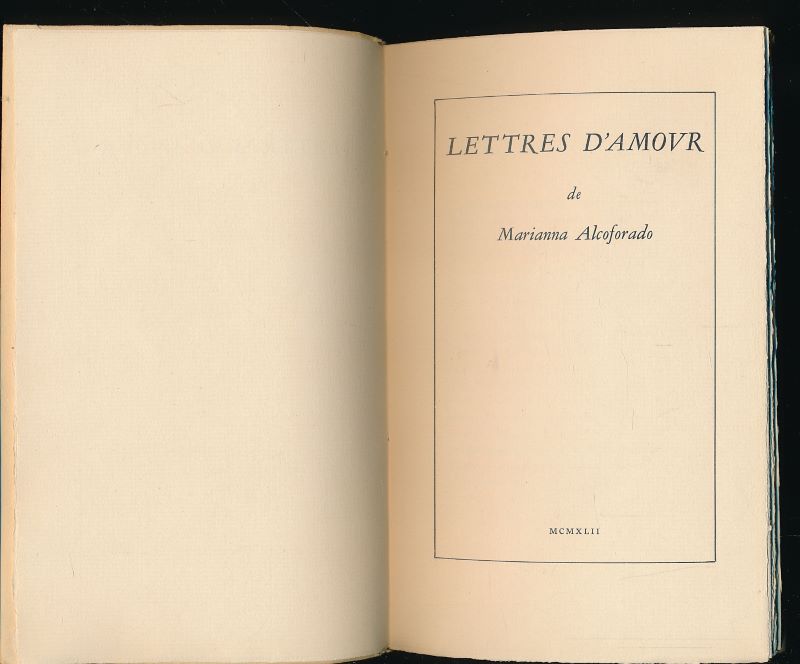 LETTRES D'AMOVR
de
Marianna Alcoforado
MCMXLII